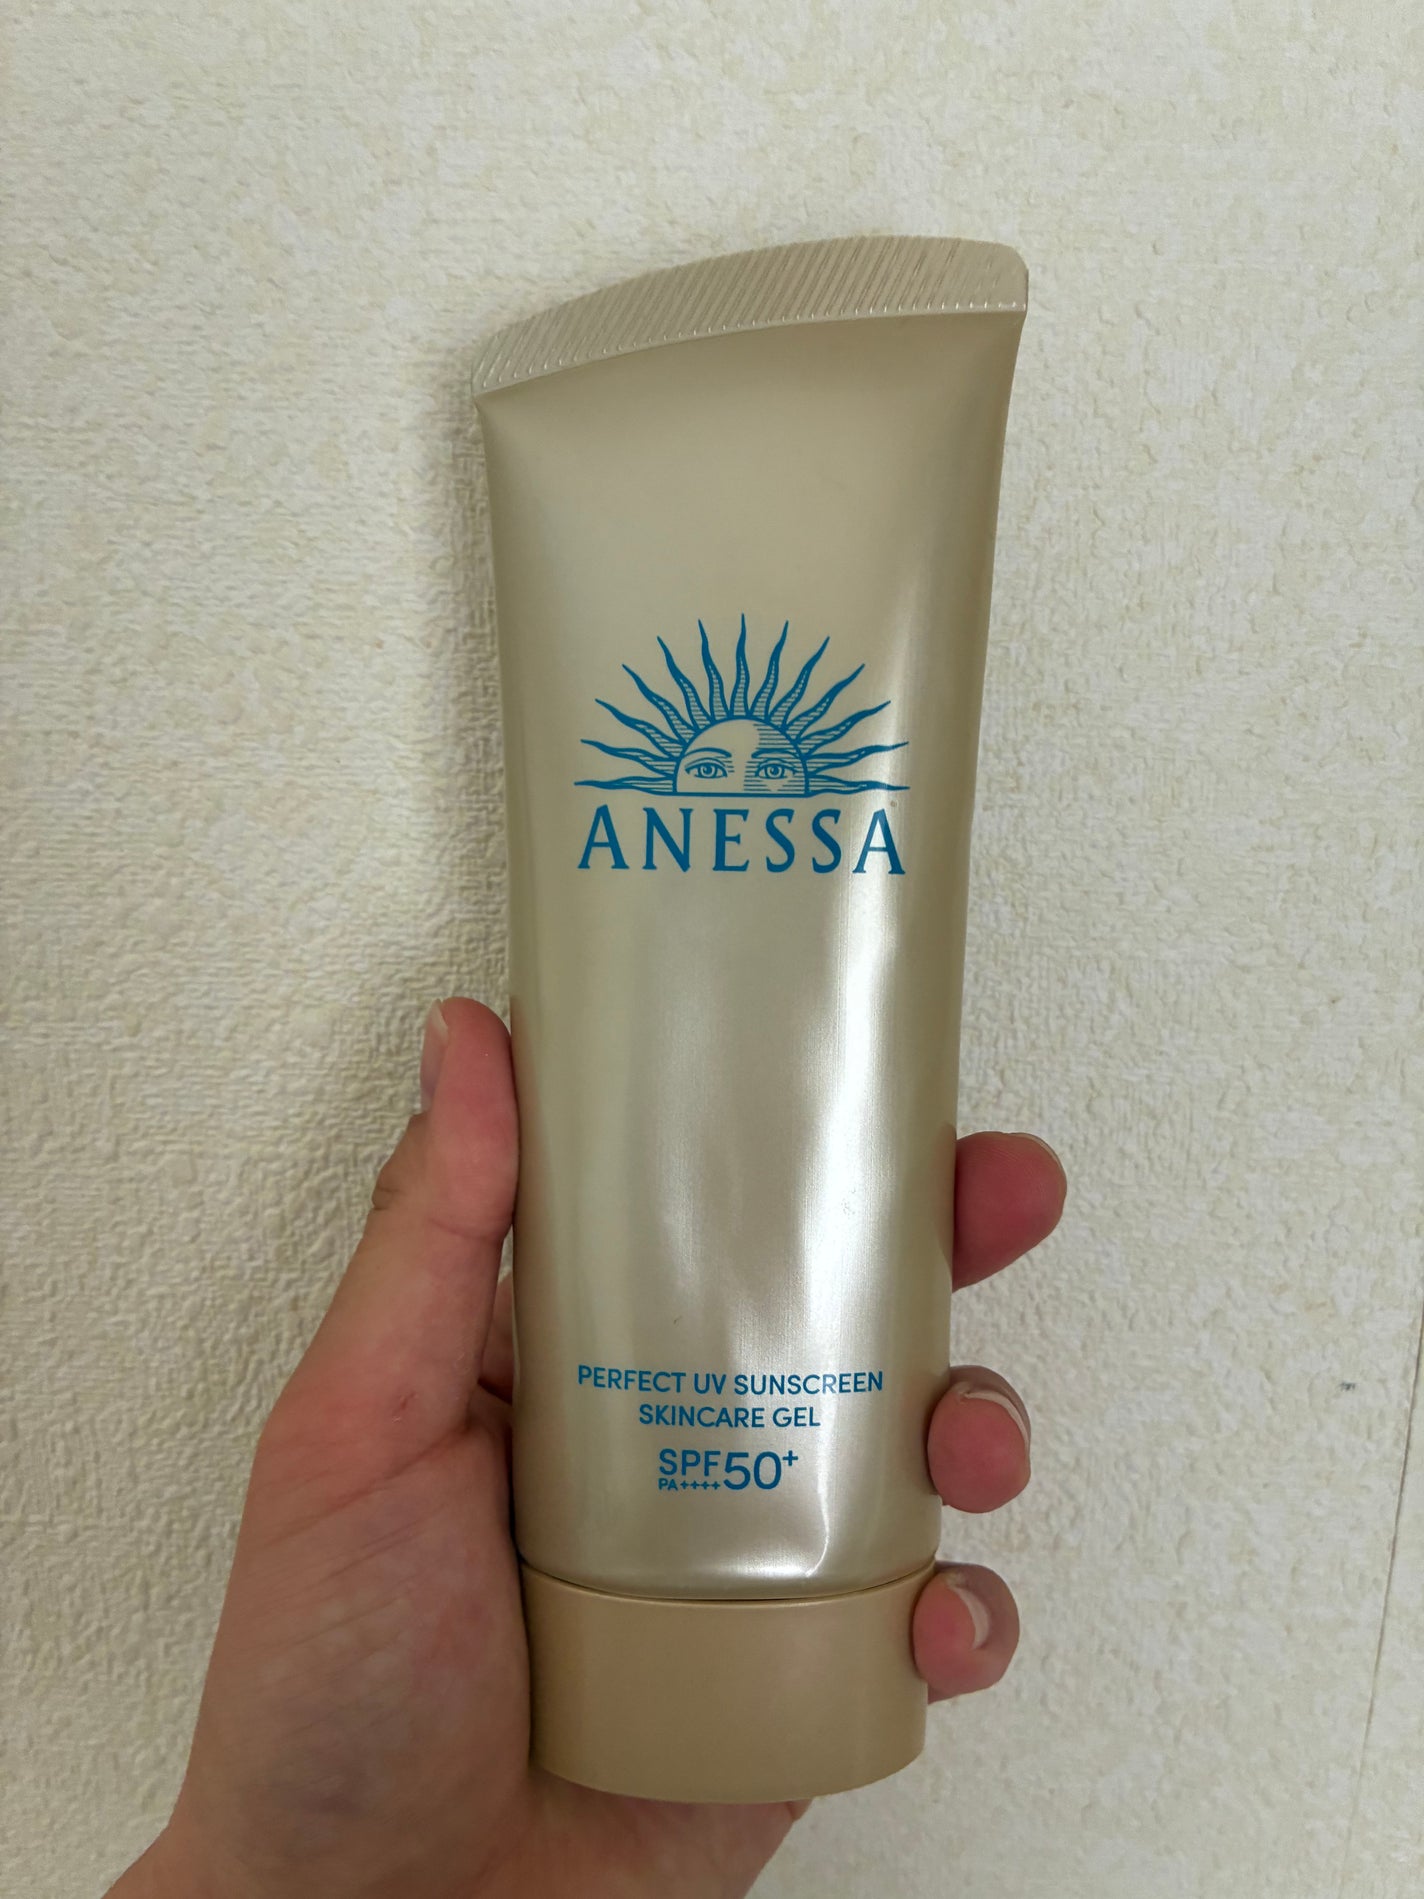 ANESSA
PERFECT UV SUNSCREEN
SKINCARE GEL
SPF50+
PA++++